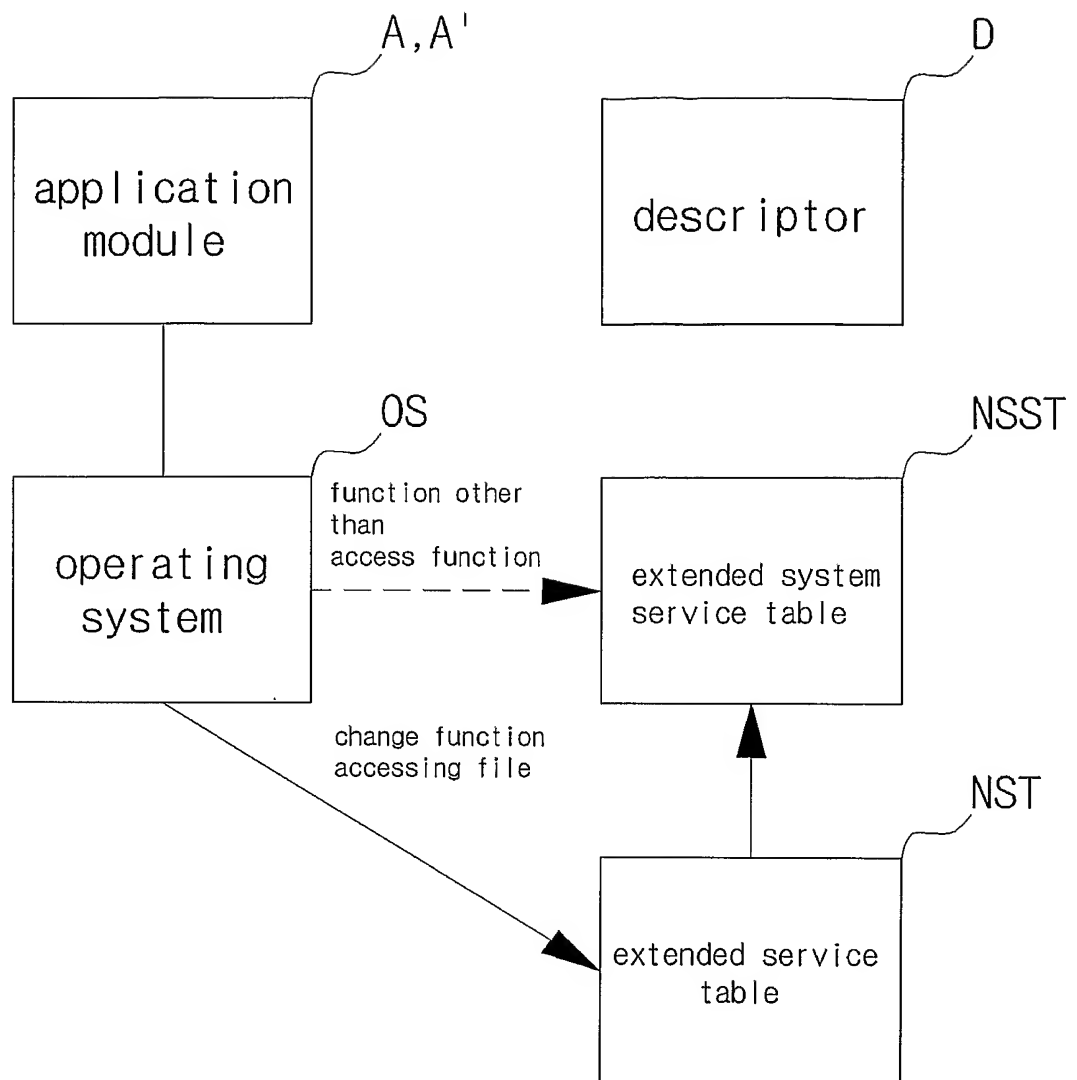 A,A'
D
application
module
descriptor
OS
NSST
function other
than
access function
operating
system
extended system
service table
change function
accessing file
NST
extended service
table